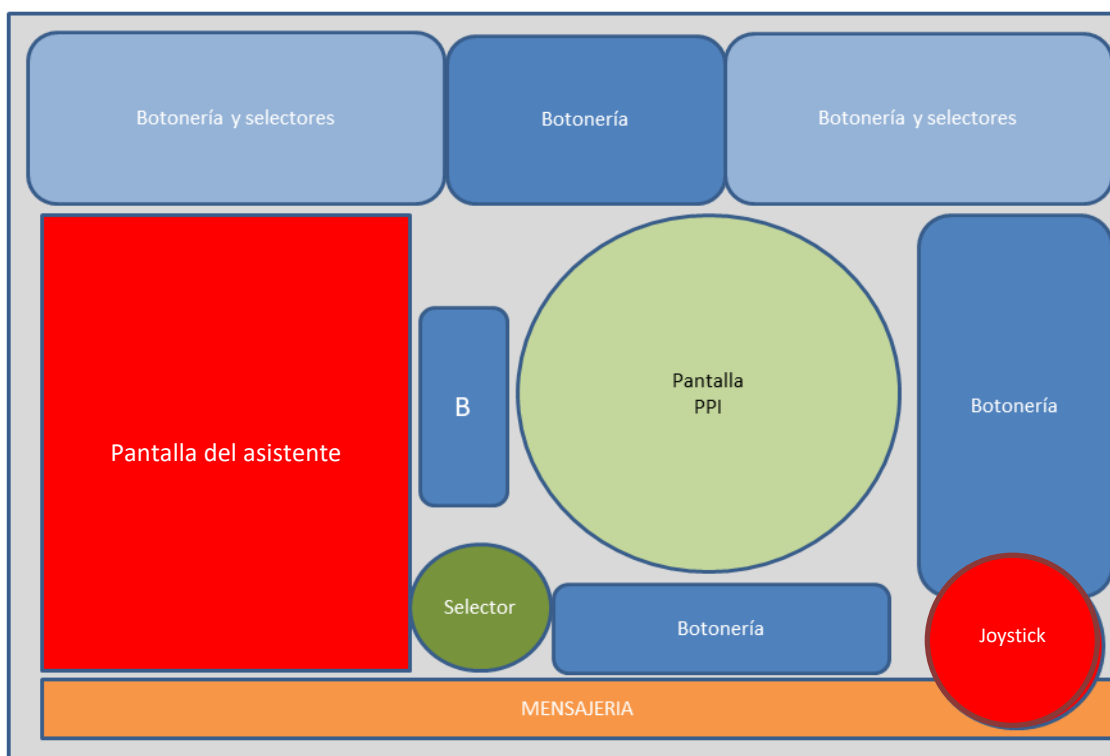 Botonería y selectores
Botonería
Botonería y selectores
Pantalla del asistente
B
Pantalla
PPI
Botonería
Selector
Botonería
Joystick
MENSAJERIA